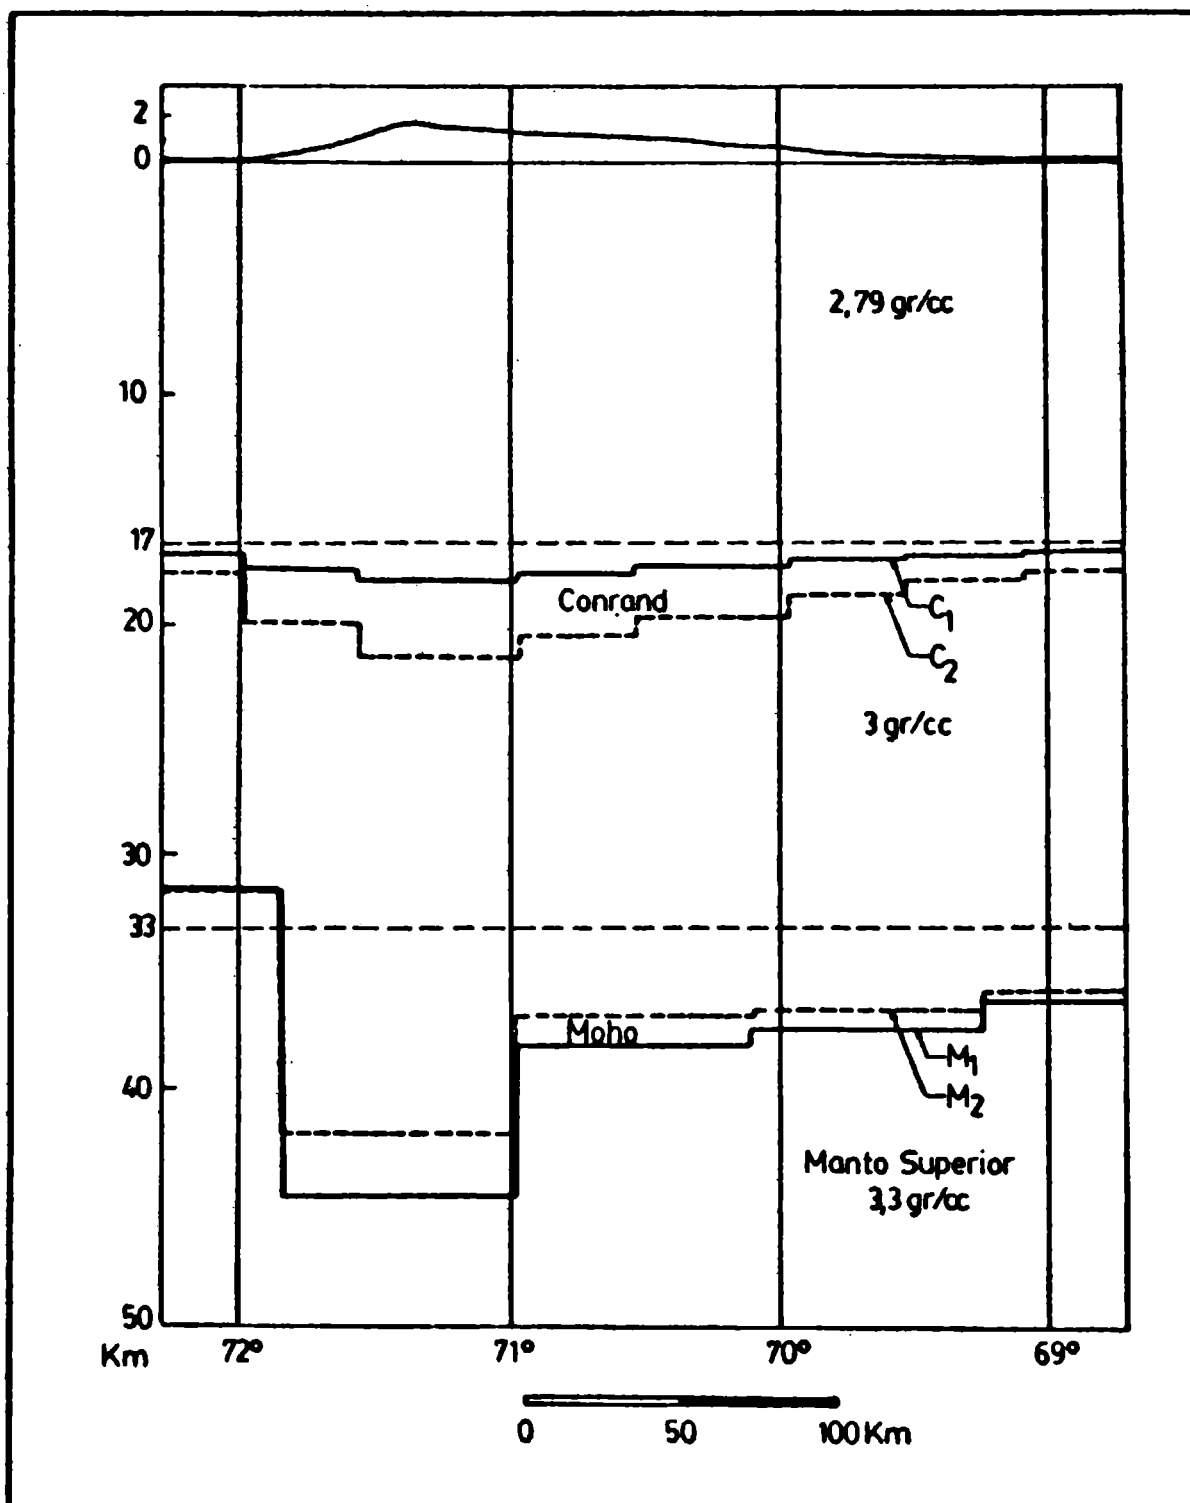 2
0
2,79 gr/cc
10
17
Conrand
C1
20
C2
3 gr/cc
30
33
Moho
M1
40
M2
Manto Superior
3,3 gr/cc
50
Km
72° 71° 70° 69°
0 50 100 Km